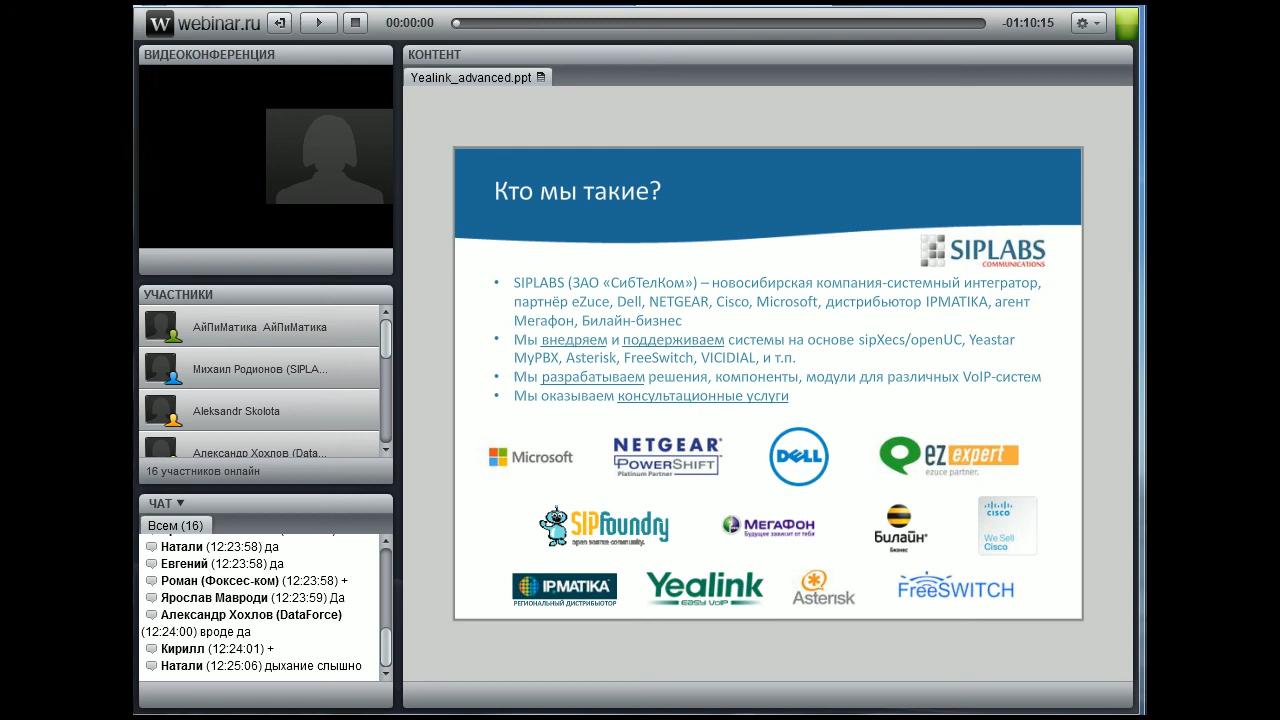 W webinar.ru
00:00:00
-01:10:15
ВИДЕОКОНФЕРЕНЦИЯ
УЧАСТНИКИ
АйПиМатика АйПиМатика
Михаил Родионов (SIPLA...
Aleksandr Skolota
Александр Хохлов (Data...
16 участников онлайн
ЧАТ
Всем (16)
Натали (12:23:58) да
Евгений (12:23:58) да
Роман (Фоксес-ком) (12:23:58) +
Ярослав Мавроди (12:23:59) Да
Александр Хохлов (DataForce)
(12:24:00) вроде да
Кирилл (12:24:01) +
Натали (12:25:06) дыхание слышно
КОНТЕНТ
Yealink_advanced.ppt
Кто мы такие?
SIPLABS
COMMUNICATIONS
• SIPLABS (ЗАО «СибТелКом») – новосибирская компания-системный интегратор,
партнёр eZuce, Dell, NETGEAR, Cisco, Microsoft, дистрибьютор IPMATIKA, агент
Мегафон, Билайн-бизнес
• Мы внедряем и поддерживаем системы на основе sipXecs/openUC, Yeastar
MyPBX, Asterisk, FreeSwitch, VICIDIAL, и т.п.
• Мы разрабатываем решения, компоненты, модули для различных VoIP-систем
• Мы оказываем консультационные услуги
Microsoft
NETGEAR®
POWERSHIFT
Platinum Partner
DELL
ez expert
ezuce partner.
SIPfoundry
open source community.
МЕГАФОН
Будущее зависит от тебя
Билайн®
Бизнес
cisco
We Sell
Cisco
IPMATIKA
РЕГИОНАЛЬНЫЙ ДИСТРИБЬЮТОР
Yealink
EASY VOIP
Asterisk
FreeSWITCH